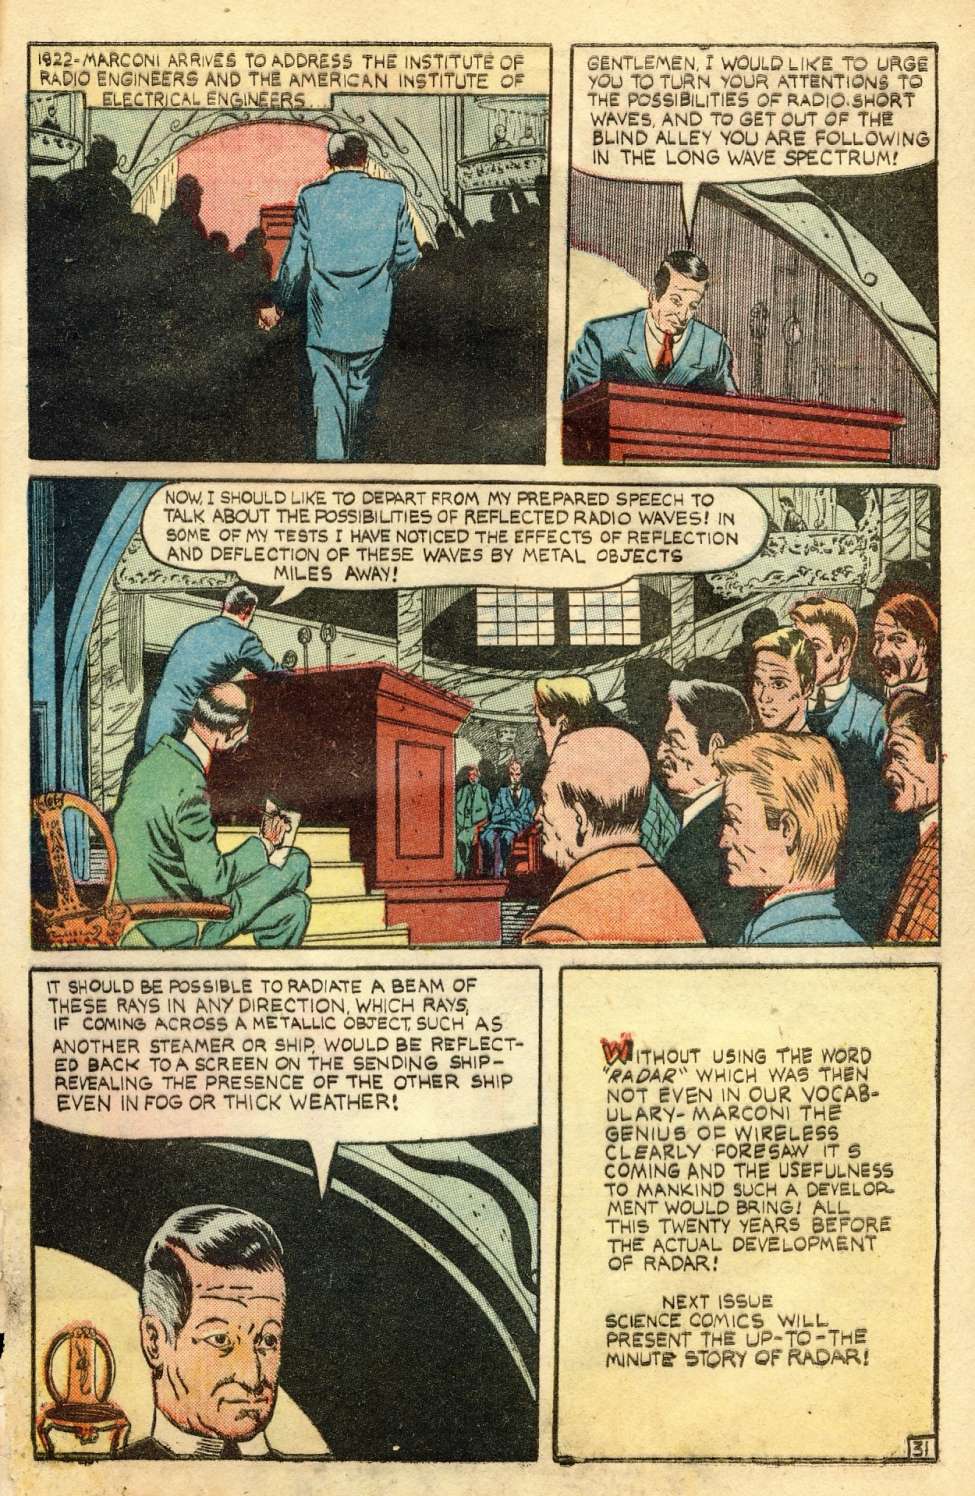 1922-MARCONI ARRIVES TO ADDRESS THE INSTITUTE OF
RADIO ENGINEERS AND THE AMERICAN INSTITUTE OF
ELECTRICAL ENGINEERS...
GENTLEMEN, I WOULD LIKE TO URGE
YOU TO TURN YOUR ATTENTIONS TO
THE POSSIBILITIES OF RADIO SHORT
WAVES, AND TO GET OUT OF THE
BLIND ALLEY YOU ARE FOLLOWING
IN THE LONG WAVE SPECTRUM!
NOW, I SHOULD LIKE TO DEPART FROM MY PREPARED SPEECH TO
TALK ABOUT THE POSSIBILITIES OF REFLECTED RADIO WAVES! IN
SOME OF MY TESTS I HAVE NOTICED THE EFFECTS OF REFLECTION
AND DEFLECTION OF THESE WAVES BY METAL OBJECTS
MILES AWAY!
IT SHOULD BE POSSIBLE TO RADIATE A BEAM OF
THESE RAYS IN ANY DIRECTION, WHICH RAYS,
IF COMING ACROSS A METALLIC OBJECT, SUCH AS
ANOTHER STEAMER OR SHIP, WOULD BE REFLECT-
ED BACK TO A SCREEN ON THE SENDING SHIP-
REVEALING THE PRESENCE OF THE OTHER SHIP
EVEN IN FOG OR THICK WEATHER!
WITHOUT USING THE WORD
"RADAR" WHICH WAS THEN
NOT EVEN IN OUR VOCAB-
ULARY- MARCONI THE
GENIUS OF WIRELESS
CLEARLY FORESAW IT S
COMING AND THE USEFULNESS
TO MANKIND SUCH A DEVELOP-
MENT WOULD BRING! ALL
THIS TWENTY YEARS BEFORE
THE ACTUAL DEVELOPMENT
OF RADAR!
NEXT ISSUE
SCIENCE COMICS WILL
PRESENT THE UP-TO-THE
MINUTE STORY OF RADAR!
31